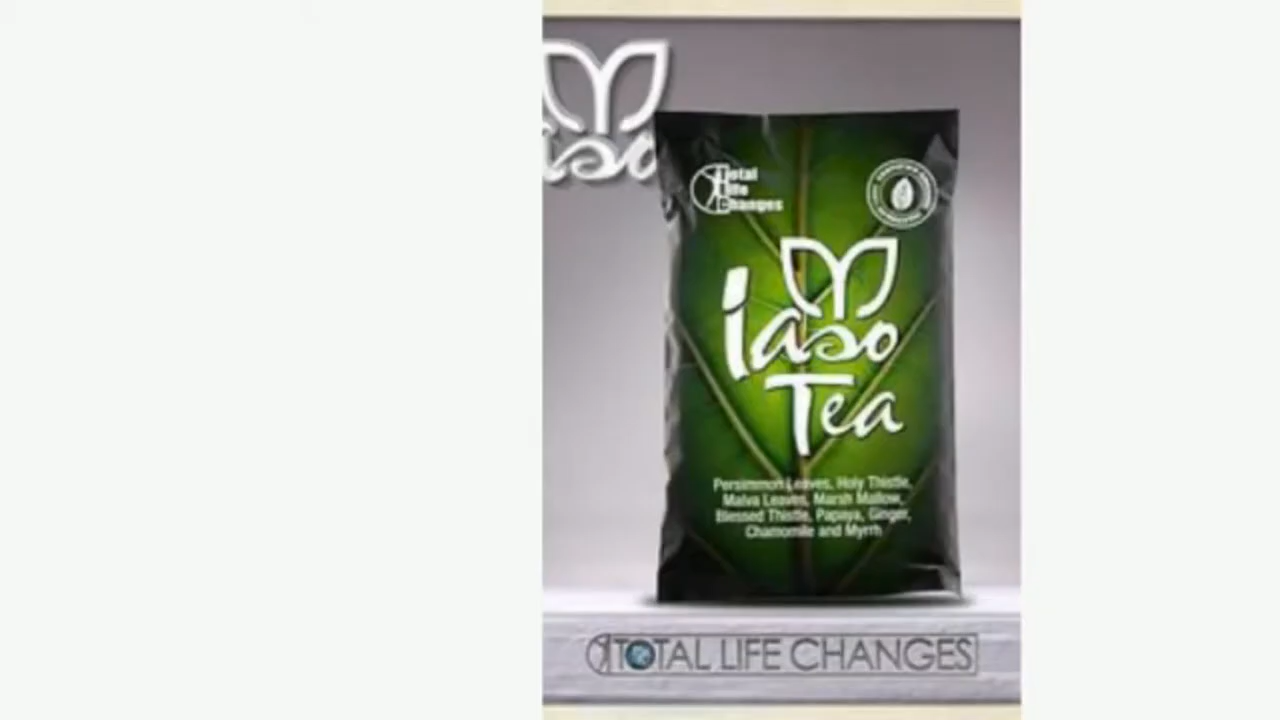 iaso
Total
Life
Changes
iaso
Tea
Persimmon Leaves, Holy Thistle,
Malva Leaves, Marsh Mallow,
Blessed Thistle, Papaya, Ginger,
Chamomile and Myrrh
TOTAL LIFE CHANGES